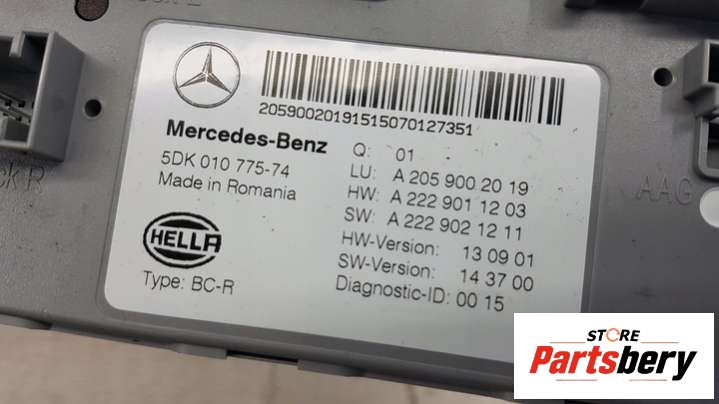 20590020191515070127351
Mercedes-Benz
5DK 010 775-74
Made in Romania
HELLA
Type: BC-R
Q: 01
LU: A 205 900 20 19
HW: A 222 901 12 03
SW: A 222 902 12 11
HW-Version: 13 09 01
SW-Version: 14 37 00
Diagnostic-ID: 00 15
CK R
AAG
STORE
Partsbery